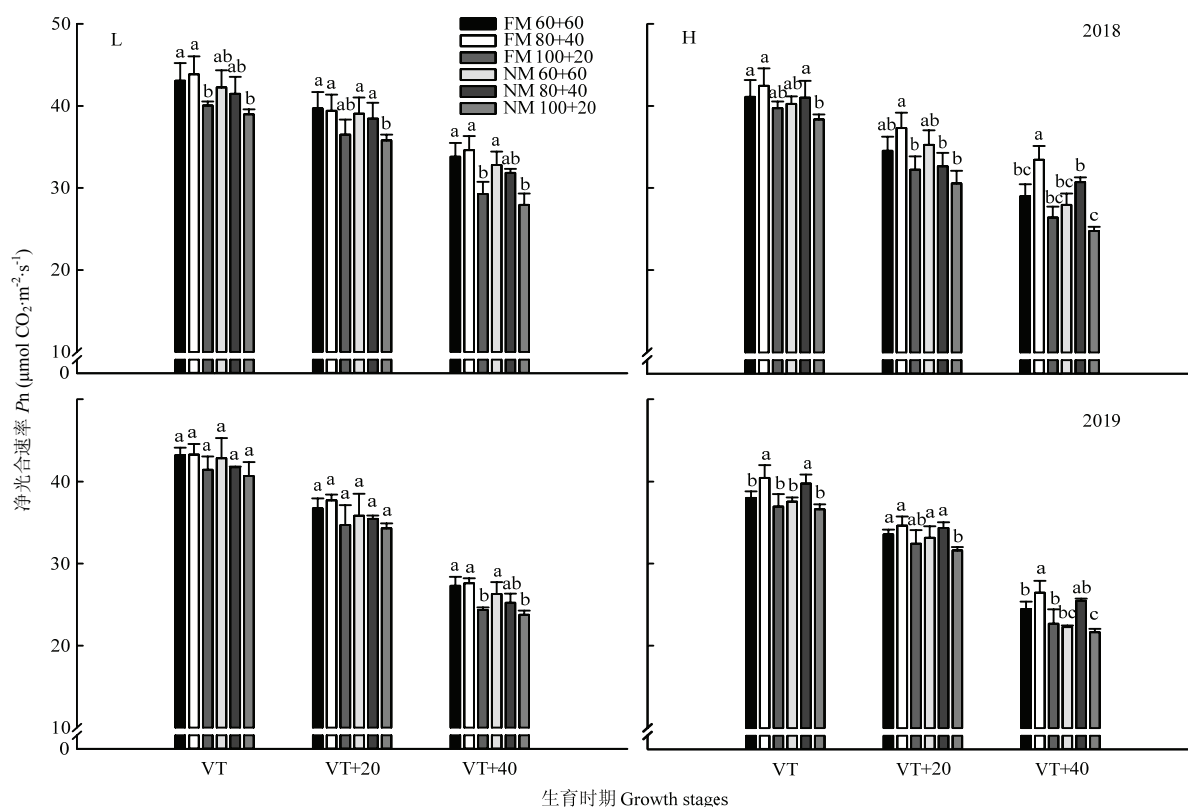 50
40
30
20
10
0
L
FM 60+60
FM 80+40
FM 100+20
NM 60+60
NM 80+40
NM 100+20
a a b ab ab b
a a ab a a b
a a b a ab b
H
2018
a a ab ab a b
ab a b ab b b
bc a bc bc b c
净光合速率 Pn (μmol CO₂·m⁻²·s⁻¹)
40
30
20
10
0
a a a a a a
a a a a a a
a a b a ab b
2019
b a b b a b
a a ab a a b
b a b bc ab c
VT VT+20 VT+40
VT VT+20 VT+40
生育时期 Growth stages